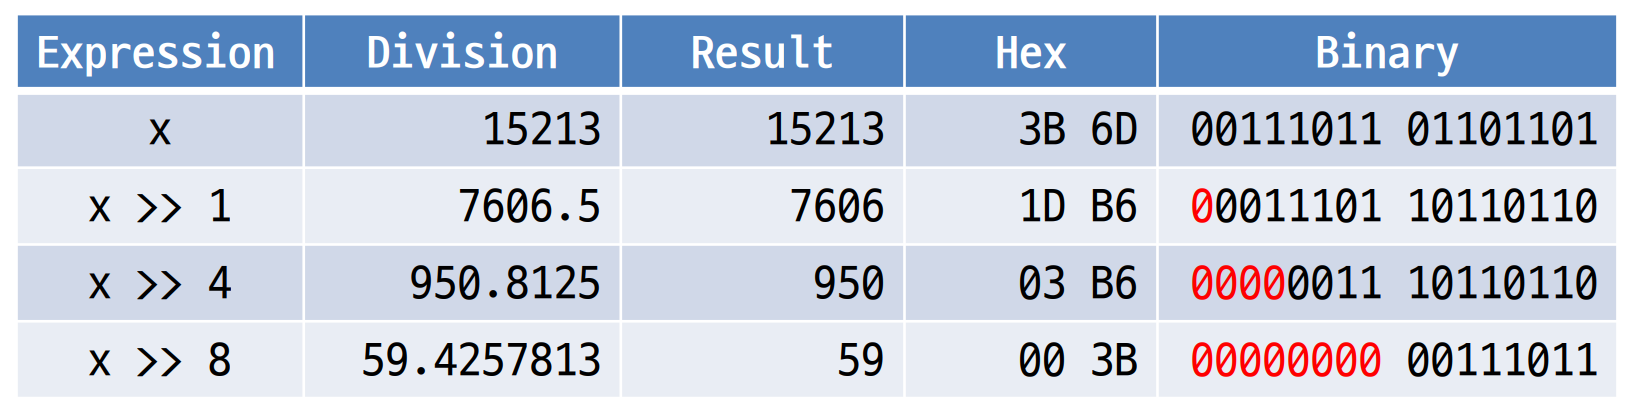 Expression Division Result Hex Binary
x 15213 15213 3B 6D 00111011 01101101
x >> 1 7606.5 7606 1D B6 00011101 10110110
x >> 4 950.8125 950 03 B6 00000011 10110110
x >> 8 59.4257813 59 00 3B 00000000 00111011